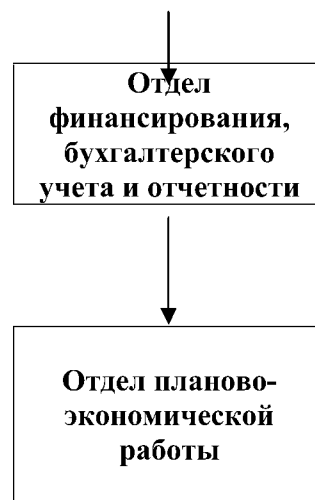 Отдел
финансирования,
бухгалтерского
учета и отчетности
Отдел планово-
экономической
работы